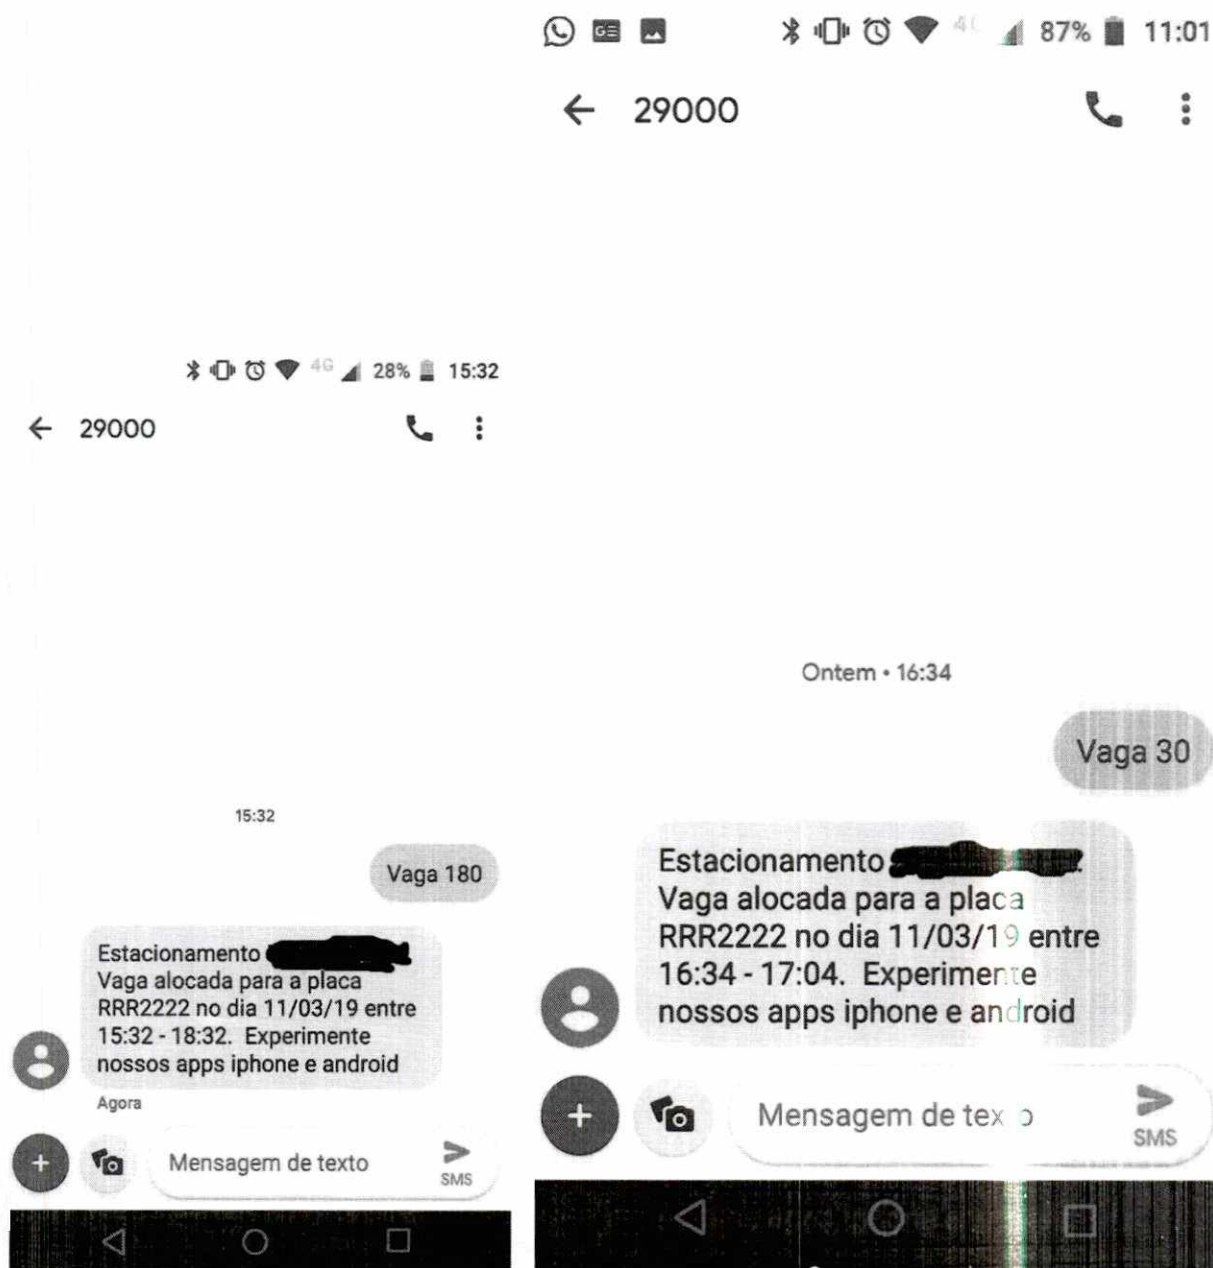 4G 28% 15:32
29000
15:32
Vaga 180
Estacionamento
Vaga alocada para a placa
RRR2222 no dia 11/03/19 entre
15:32 - 18:32. Experimente
nossos apps iphone e android
Agora
Mensagem de texto
SMS
GE 87% 11:01
29000
Ontem • 16:34
Vaga 30
Estacionamento
Vaga alocada para a placa
RRR2222 no dia 11/03/19 entre
16:34 - 17:04. Experimente
nossos apps iphone e android
Mensagem de texto
SMS